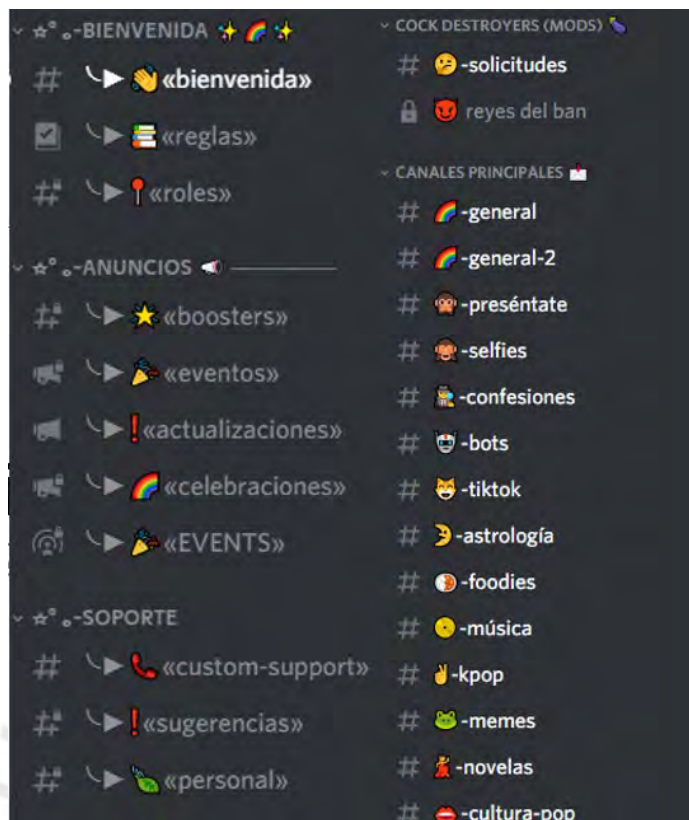 ☆° ｡-BIENVENIDA ✨ 🌈 ✨
╰► 👋 «bienvenida»
╰► 📚 «reglas»
╰► 📍 «roles»
☆° ｡-ANUNCIOS 📢 ————
╰► 🌟 «boosters»
╰► 🎉 «eventos»
╰► ❗ «actualizaciones»
╰► 🌈 «celebraciones»
╰► 🎉 «EVENTS»
☆° ｡-SOPORTE
╰► 📞 «custom-support»
╰► ❗ «sugerencias»
╰► 🍃 «personal»
COCK DESTROYERS (MODS) 🍆
🤔 -solicitudes
😈 reyes del ban
CANALES PRINCIPALES 📩
🌈 -general
🌈 -general-2
🙊 -preséntate
🙈 -selfies
🕵 -confesiones
🤖 -bots
😸 -tiktok
🌛 -astrología
🍘 -foodies
📀 -música
✌ -kpop
🐸 -memes
💃 -novelas
👄 -cultura-pop